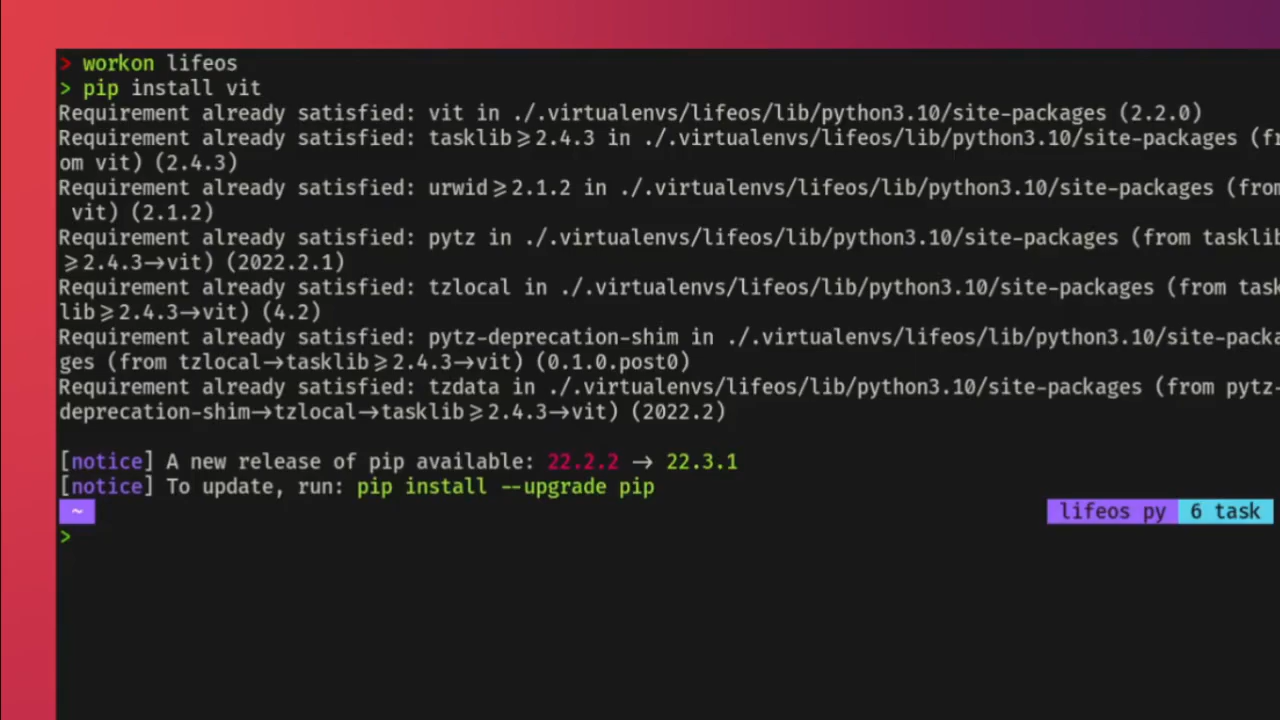 > workon lifeos
> pip install vit
Requirement already satisfied: vit in ./.virtualenvs/lifeos/lib/python3.10/site-packages (2.2.0)
Requirement already satisfied: tasklib≥2.4.3 in ./.virtualenvs/lifeos/lib/python3.10/site-packages (fr
om vit) (2.4.3)
Requirement already satisfied: urwid≥2.1.2 in ./.virtualenvs/lifeos/lib/python3.10/site-packages (from
vit) (2.1.2)
Requirement already satisfied: pytz in ./.virtualenvs/lifeos/lib/python3.10/site-packages (from tasklib
≥2.4.3→vit) (2022.2.1)
Requirement already satisfied: tzlocal in ./.virtualenvs/lifeos/lib/python3.10/site-packages (from task
lib≥2.4.3→vit) (4.2)
Requirement already satisfied: pytz-deprecation-shim in ./.virtualenvs/lifeos/lib/python3.10/site-packa
ges (from tzlocal→tasklib≥2.4.3→vit) (0.1.0.post0)
Requirement already satisfied: tzdata in ./.virtualenvs/lifeos/lib/python3.10/site-packages (from pytz-
deprecation-shim→tzlocal→tasklib≥2.4.3→vit) (2022.2)
[notice] A new release of pip available: 22.2.2 → 22.3.1
[notice] To update, run: pip install --upgrade pip
~ lifeos py 6 task
>